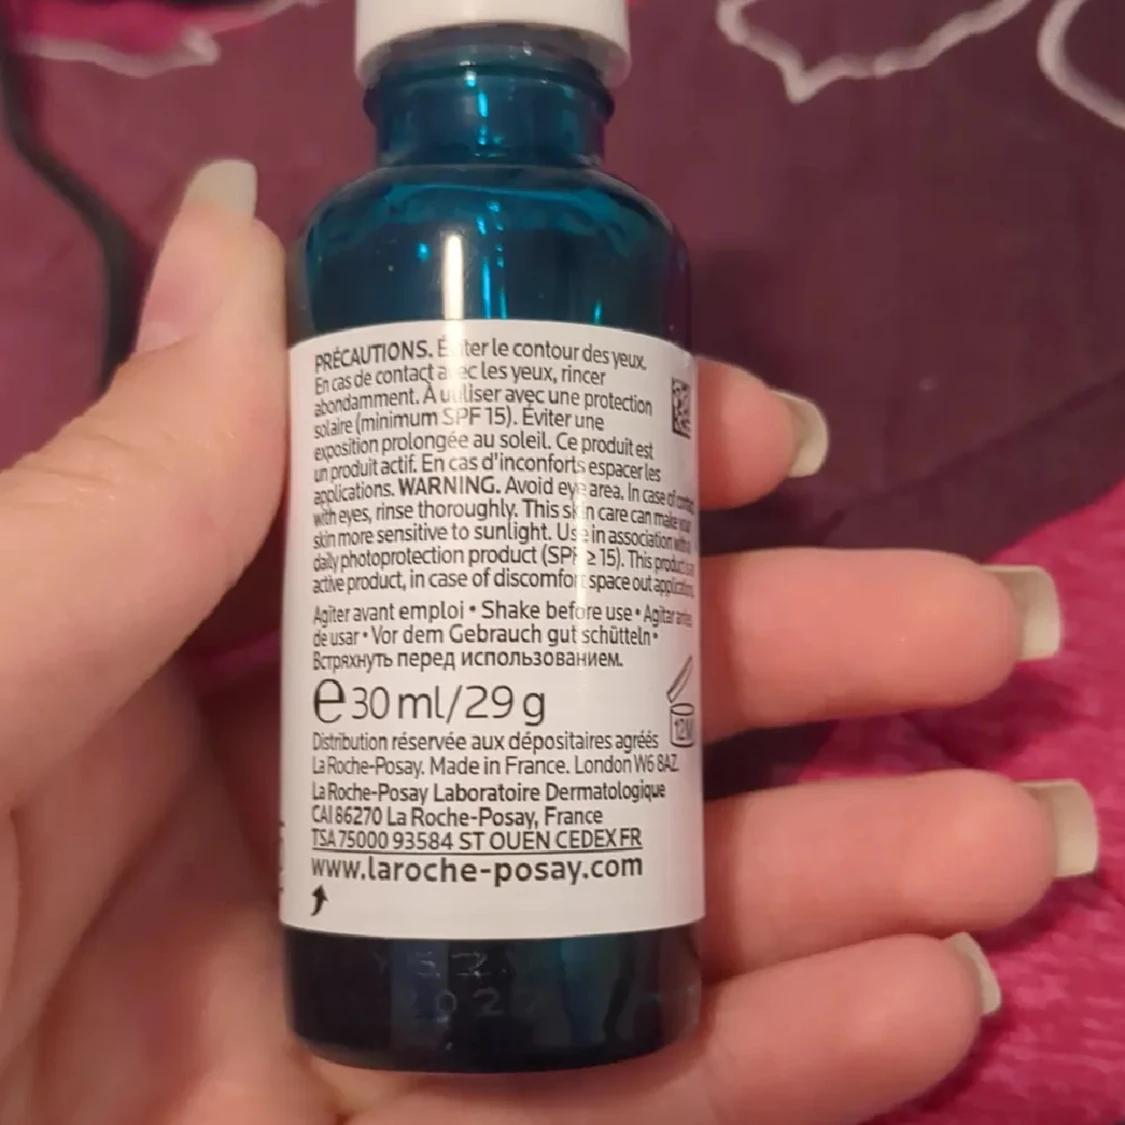 PRÉCAUTIONS. Éviter le contour des yeux.
En cas de contact avec les yeux, rincer
abondamment. À utiliser avec une protection
solaire (minimum SPF 15). Éviter une
exposition prolongée au soleil. Ce produit est
un produit actif. En cas d'inconforts espacer les
applications. WARNING. Avoid eye area. In case of contact
with eyes, rinse thoroughly. This skin care can make your
skin more sensitive to sunlight. Use in association with a
daily photoprotection product (SPF ≥ 15). This product is
active product, in case of discomfort space out applications.
Agiter avant emploi • Shake before use • Agitar antes
de usar • Vor dem Gebrauch gut schütteln •
Встряхнуть перед использованием.
℮ 30 ml/29 g
12M
Distribution réservée aux dépositaires agréés
La Roche-Posay. Made in France. London W6 8AZ
La Roche-Posay Laboratoire Dermatologique
CAI 86270 La Roche-Posay, France
TSA 75000 93584 ST OUEN CEDEX FR
www.laroche-posay.com